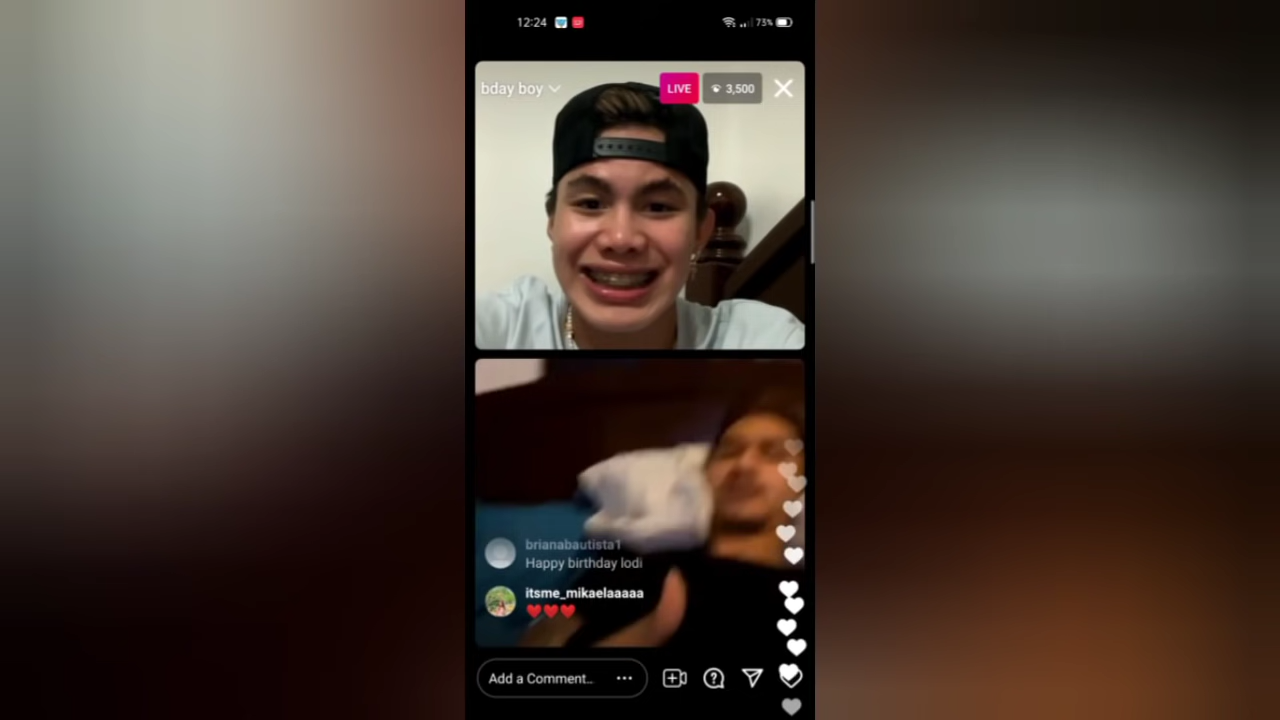 12:24
73%
bday boy
LIVE
3,500
brianabautista1
Happy birthday lodi
itsme_mikaelaaaaa
❤️❤️❤️
Add a Comment..